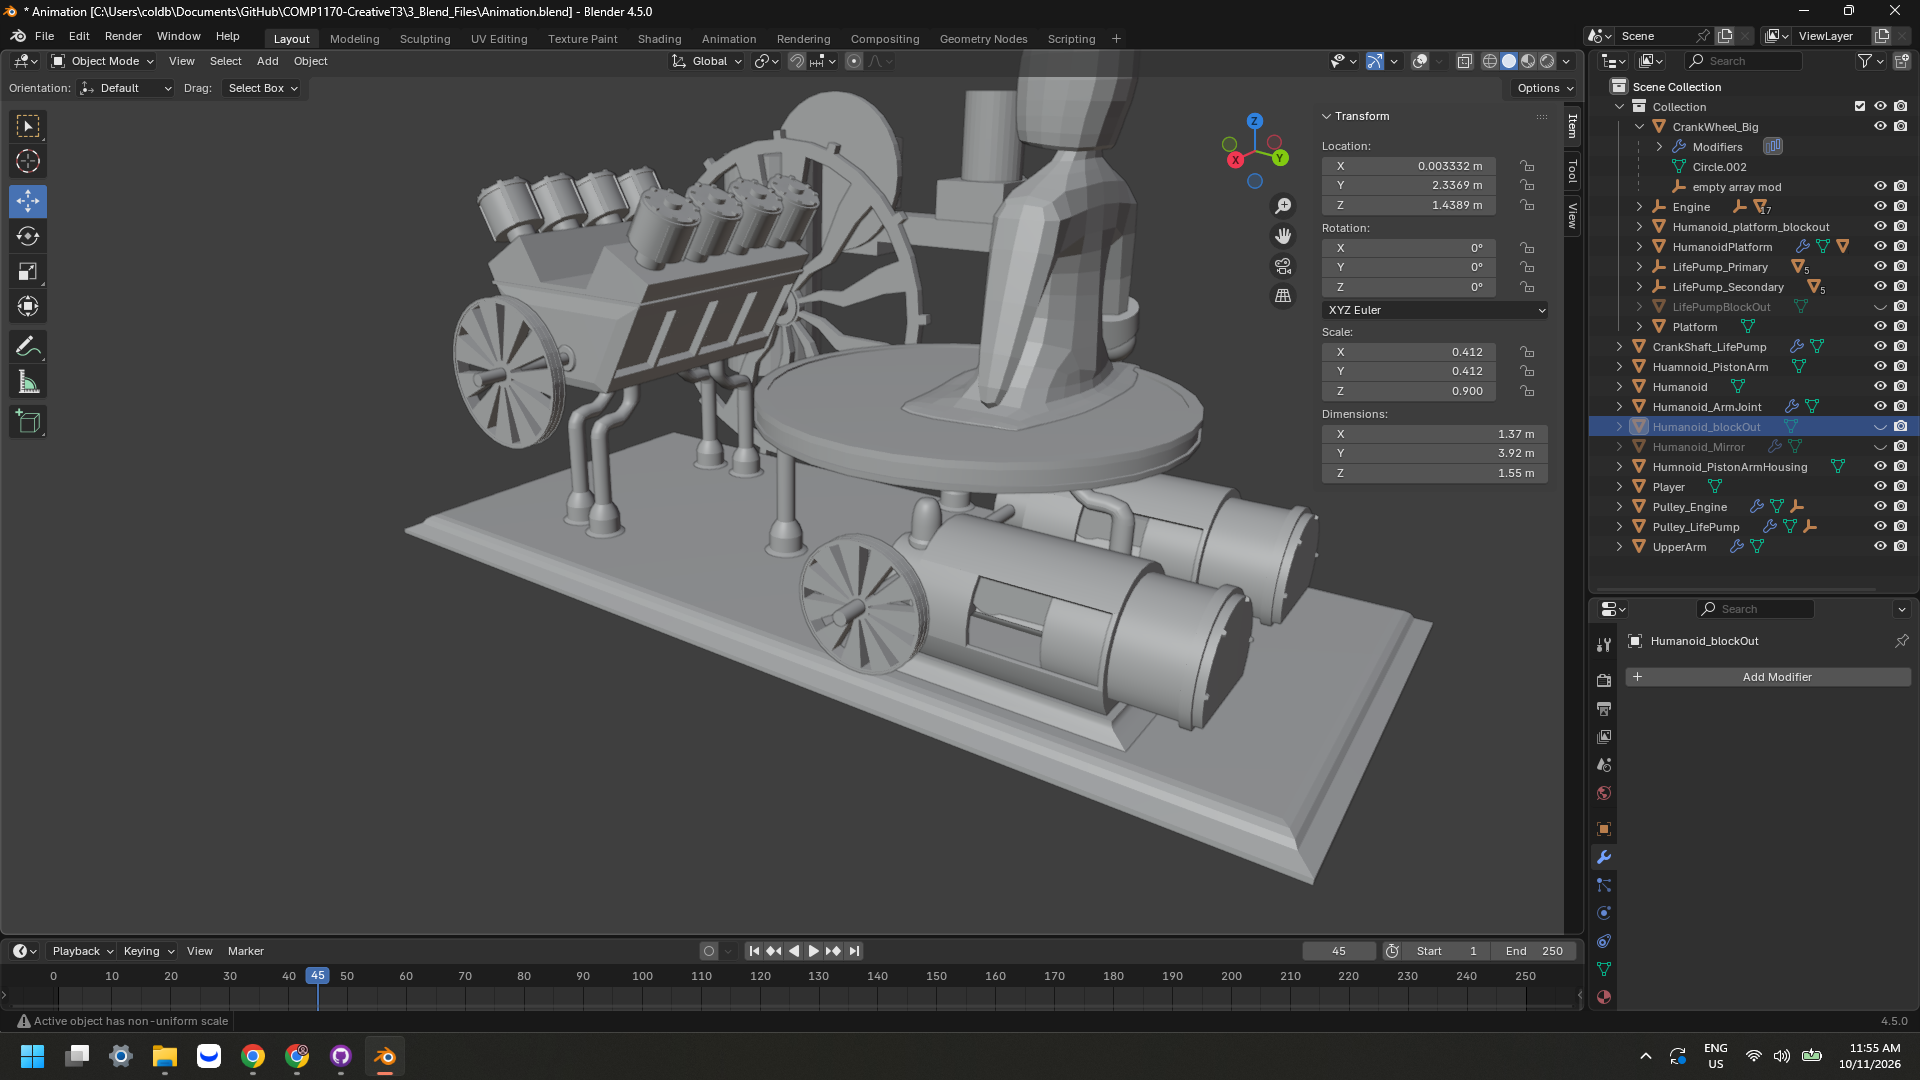 * Animation [C:\Users\coldb\Documents\GitHub\COMP1170-CreativeT3\3_Blend_Files\Animation.blend] - Blender 4.5.0
File Edit Render Window Help Layout Modeling Sculpting UV Editing Texture Paint Shading Animation Rendering Compositing Geometry Nodes Scripting + Scene ViewLayer
Object Mode View Select Add Object Global Search
Orientation: Default Drag: Select Box Options
Z
X
Y
Item
Tool
View
Transform
Location:
X 0.003332 m
Y 2.3369 m
Z 1.4389 m
Rotation:
X 0°
Y 0°
Z 0°
XYZ Euler
Scale:
X 0.412
Y 0.412
Z 0.900
Dimensions:
X 1.37 m
Y 3.92 m
Z 1.55 m
Scene Collection
Collection
CrankWheel_Big
Modifiers
Circle.002
empty array mod
Engine 17
Humanoid_platform_blockout
HumanoidPlatform
LifePump_Primary 5
LifePump_Secondary 5
LifePumpBlockOut
Platform
CrankShaft_LifePump
Huamnoid_PistonArm
Humanoid
Humanoid_ArmJoint
Humanoid_blockOut
Humanoid_Mirror
Humnoid_PistonArmHousing
Player
Pulley_Engine
Pulley_LifePump
UpperArm
Search
Humanoid_blockOut
+ Add Modifier
Playback Keying View Marker 45 Start 1 End 250
0 10 20 30 40 45 50 60 70 80 90 100 110 120 130 140 150 160 170 180 190 200 210 220 230 240 250
Active object has non-uniform scale 4.5.0
ENG
US
11:55 AM
10/11/2026